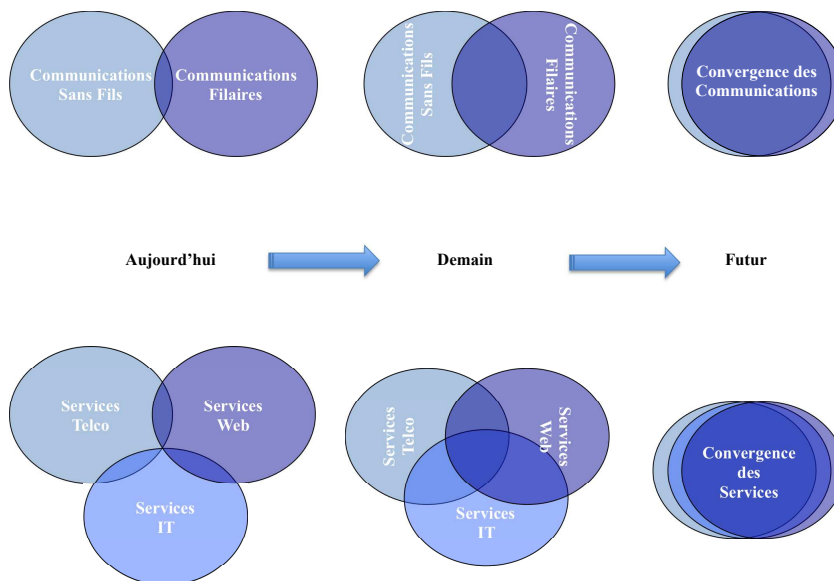 Communications
Sans Fils
Communications
Filaires
Communications
Sans Fils
Communications
Filaires
Convergence des
Communications
Aujourd’hui
Demain
Futur
Services
Telco
Services
Web
Services
IT
Services
Telco
Services
Web
Services
IT
Convergence
des
Services